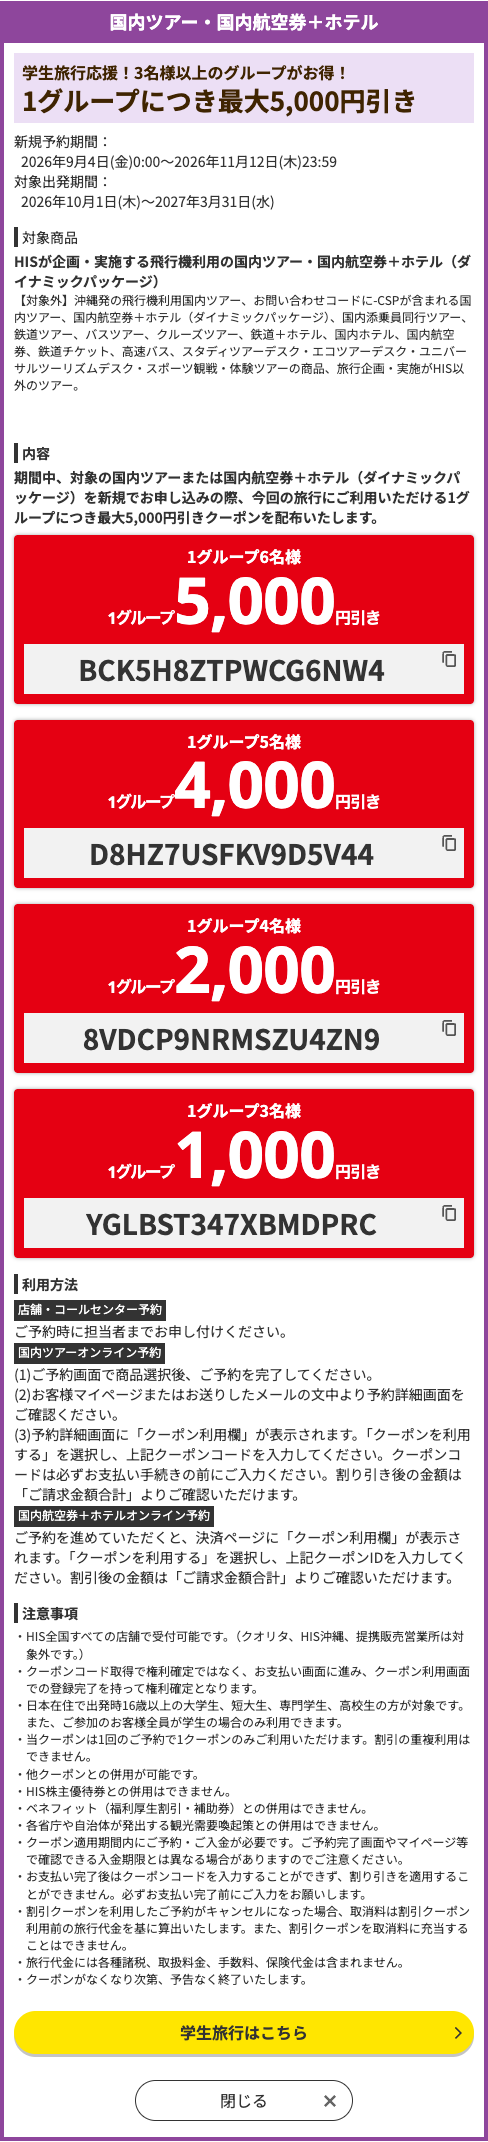 国内ツアー・国内航空券＋ホテル
学生旅行応援！3名様以上のグループがお得！
1グループにつき最大5,000円引き
新規予約期間：
2026年9月4日(金)0:00～2026年11月12日(木)23:59
対象出発期間：
2026年10月1日(木)～2027年3月31日(水)
対象商品
HISが企画・実施する飛行機利用の国内ツアー・国内航空券＋ホテル（ダ
イナミックパッケージ）
【対象外】沖縄発の飛行機利用国内ツアー、お問い合わせコードに-CSPが含まれる国
内ツアー、国内航空券＋ホテル（ダイナミックパッケージ）、国内添乗員同行ツアー、
鉄道ツアー、バスツアー、クルーズツアー、鉄道＋ホテル、国内ホテル、国内航空
券、鉄道チケット、高速バス、スタディツアーデスク・エコツアーデスク・ユニバー
サルツーリズムデスク・スポーツ観戦・体験ツアーの商品、旅行企画・実施がHIS以
外のツアー。
内容
期間中、対象の国内ツアーまたは国内航空券＋ホテル（ダイナミックパ
ッケージ）を新規でお申し込みの際、今回の旅行にご利用いただける1グ
ループにつき最大5,000円引きクーポンを配布いたします。
1グループ6名様
1グループ5,000円引き
BCK5H8ZTPWCG6NW4
1グループ5名様
1グループ4,000円引き
D8HZ7USFKV9D5V44
1グループ4名様
1グループ2,000円引き
8VDCP9NRMSZU4ZN9
1グループ3名様
1グループ1,000円引き
YGLBST347XBMDPRC
利用方法
店舗・コールセンター予約
ご予約時に担当者までお申し付けください。
国内ツアーオンライン予約
(1)ご予約画面で商品選択後、ご予約を完了してください。
(2)お客様マイページまたはお送りしたメールの文中より予約詳細画面を
ご確認ください。
(3)予約詳細画面に「クーポン利用欄」が表示されます。「クーポンを利用
する」を選択し、上記クーポンコードを入力してください。クーポンコ
ードは必ずお支払い手続きの前にご入力ください。割り引き後の金額は
「ご請求金額合計」よりご確認いただけます。
国内航空券＋ホテルオンライン予約
ご予約を進めていただくと、決済ページに「クーポン利用欄」が表示さ
れます。「クーポンを利用する」を選択し、上記クーポンIDを入力してく
ださい。割引後の金額は「ご請求金額合計」よりご確認いただけます。
注意事項
・HIS全国すべての店舗で受付可能です。（クオリタ、HIS沖縄、提携販売営業所は対
象外です。）
・クーポンコード取得で権利確定ではなく、お支払い画面に進み、クーポン利用画面
での登録完了を持って権利確定となります。
・日本在住で出発時16歳以上の大学生、短大生、専門学生、高校生の方が対象です。
また、ご参加のお客様全員が学生の場合のみ利用できます。
・当クーポンは1回のご予約で1クーポンのみご利用いただけます。割引の重複利用は
できません。
・他クーポンとの併用が可能です。
・HIS株主優待券との併用はできません。
・ベネフィット（福利厚生割引・補助券）との併用はできません。
・各省庁や自治体が発出する観光需要喚起策との併用はできません。
・クーポン適用期間内にご予約・ご入金が必要です。ご予約完了画面やマイページ等
で確認できる入金期限とは異なる場合がありますのでご注意ください。
・お支払い完了後はクーポンコードを入力することができず、割り引きを適用するこ
とができません。必ずお支払い完了前にご入力をお願いします。
・割引クーポンを利用したご予約がキャンセルになった場合、取消料は割引クーポン
利用前の旅行代金を基に算出いたします。また、割引クーポンを取消料に充当する
ことはできません。
・旅行代金には各種諸税、取扱料金、手数料、保険代金は含まれません。
・クーポンがなくなり次第、予告なく終了いたします。
学生旅行はこちら
閉じる